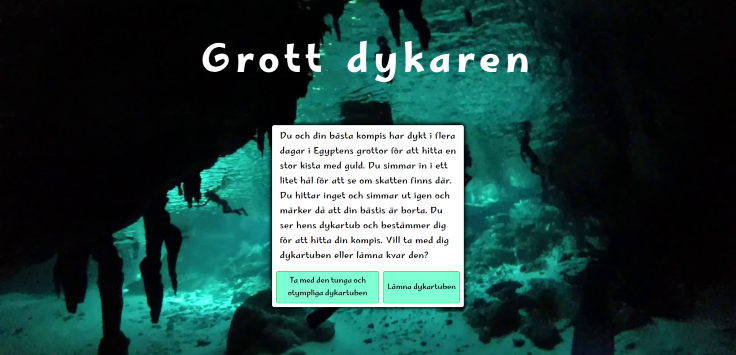 Grott dykaren
Du och din bästa kompis har dykt i flera
dagar i Egyptens grottor för att hitta en
stor kista med guld. Du simmar in i ett
litet hål för att se om skatten finns där.
Du hittar inget och simmar ut igen och
märker då att din bästis är borta. Du
ser hens dykartub och bestämmer dig
för att hitta din kompis. Vill ta med dig
dykartuben eller lämna kvar den?
Ta med den tunga och
otympliga dykartuben
Lämna dykartuben